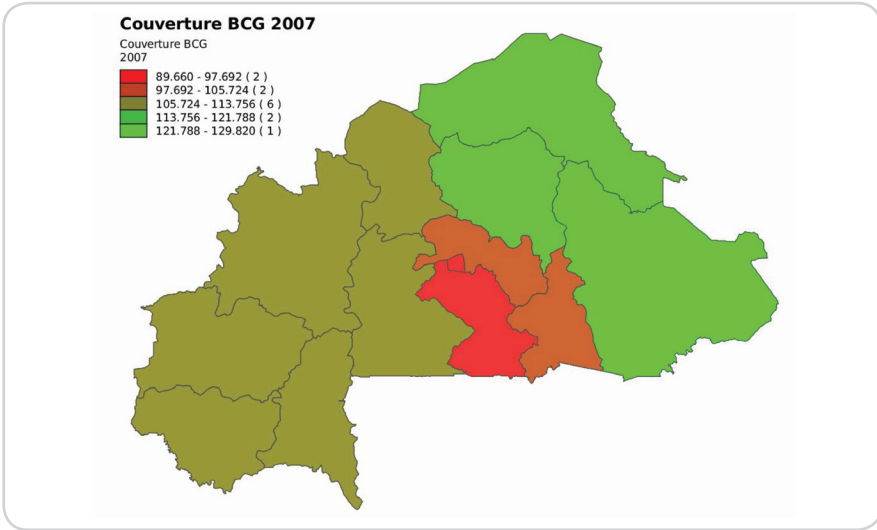 Couverture BCG 2007
Couverture BCG
2007
89.660 - 97.692 ( 2 )
97.692 - 105.724 ( 2 )
105.724 - 113.756 ( 6 )
113.756 - 121.788 ( 2 )
121.788 - 129.820 ( 1 )